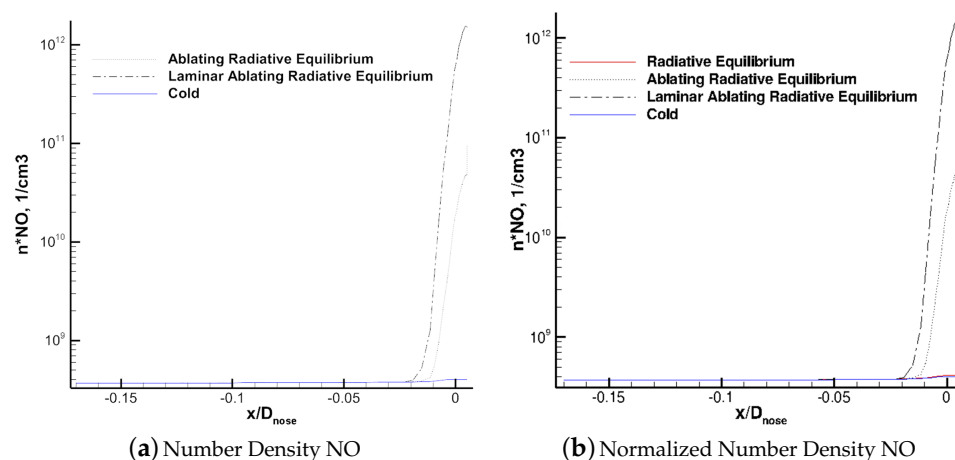 10¹²
10¹¹
10¹⁰
10⁹
n*NO, 1/cm3
Ablating Radiative Equilibrium
Laminar Ablating Radiative Equilibrium
Cold
-0.15
-0.1
-0.05
0
x/Dnose
(a) Number Density NO
10¹²
10¹¹
10¹⁰
10⁹
n*NO, 1/cm3
Radiative Equilibrium
Ablating Radiative Equilibrium
Laminar Ablating Radiative Equilibrium
Cold
-0.15
-0.1
-0.05
0
x/Dnose
(b) Normalized Number Density NO